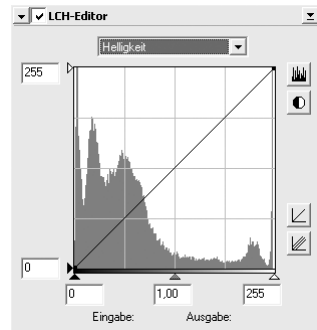 LCH-Editor
Helligkeit
255
0
0 1,00 255
Eingabe: Ausgabe: